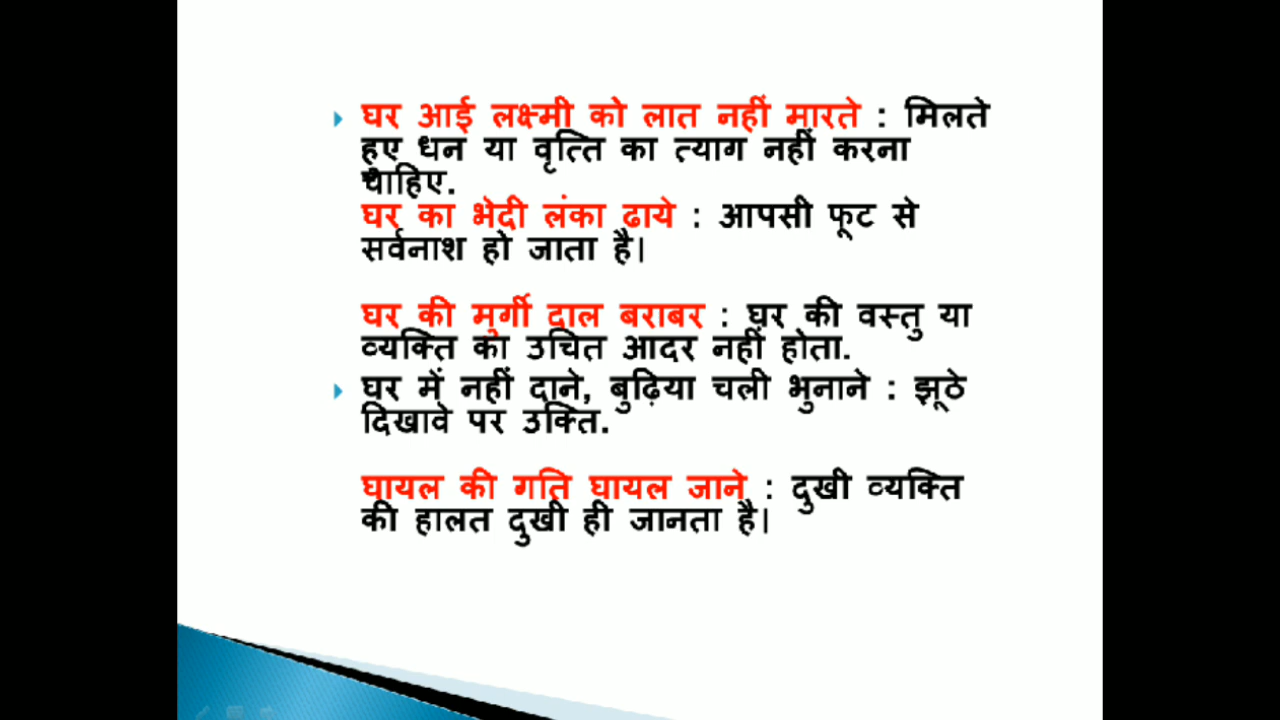 घर आई लक्ष्मी को लात नहीं मारते : मिलते
हुए धन या वृत्ति का त्याग नहीं करना
चाहिए.
घर का भेदी लंका ढाये : आपसी फूट से
सर्वनाश हो जाता है।
घर की मुर्गी दाल बराबर : घर की वस्तु या
व्यक्ति का उचित आदर नहीं होता.
घर में नहीं दाने, बुढ़िया चली भुनाने : झूठे
दिखावे पर उक्ति.
घायल की गति घायल जाने : दुखी व्यक्ति
की हालत दुखी ही जानता है।